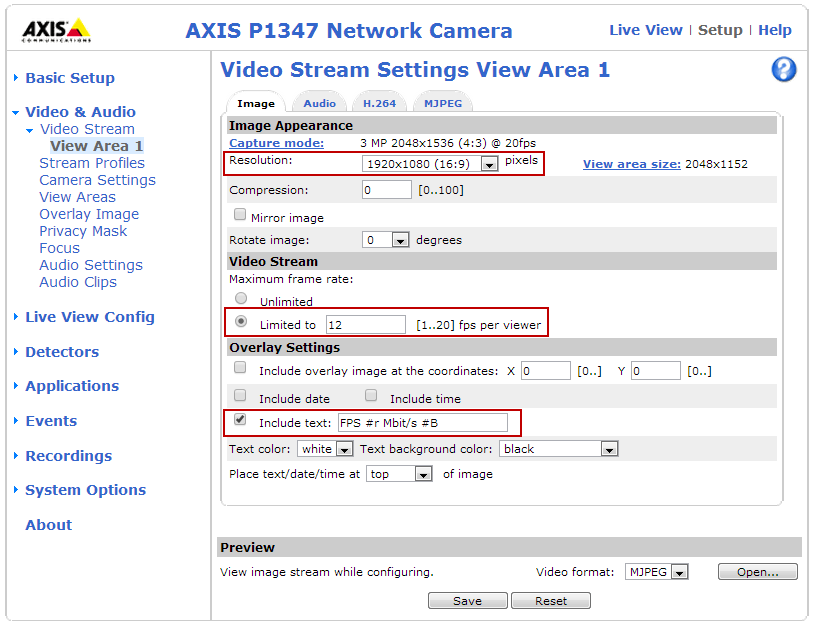 AXIS
COMMUNICATIONS
AXIS P1347 Network Camera
Live View | Setup | Help
Basic Setup
Video & Audio
Video Stream
View Area 1
Stream Profiles
Camera Settings
View Areas
Overlay Image
Privacy Mask
Focus
Audio Settings
Audio Clips
Live View Config
Detectors
Applications
Events
Recordings
System Options
About
Video Stream Settings View Area 1
?
Image Audio H.264 MJPEG
Image Appearance
Capture mode: 3 MP 2048x1536 (4:3) @ 20fps
Resolution: 1920x1080 (16:9) pixels View area size: 2048x1152
Compression: 0 [0..100]
Mirror image
Rotate image: 0 degrees
Video Stream
Maximum frame rate:
Unlimited
Limited to 12 [1..20] fps per viewer
Overlay Settings
Include overlay image at the coordinates: X 0 [0..] Y 0 [0..]
Include date Include time
Include text: FPS #r Mbit/s #B
Text color: white Text background color: black
Place text/date/time at top of image
Preview
View image stream while configuring. Video format: MJPEG Open...
Save Reset